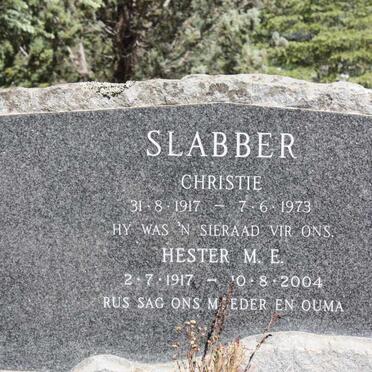 SLABBER
CHRISTIE
31·8·1917 – 7·6·1973
HY WAS 'N SIERAAD VIR ONS.
HESTER M. E.
2·7·1917 – 10·8·2004
RUS SAG ONS MOEDER EN OUMA